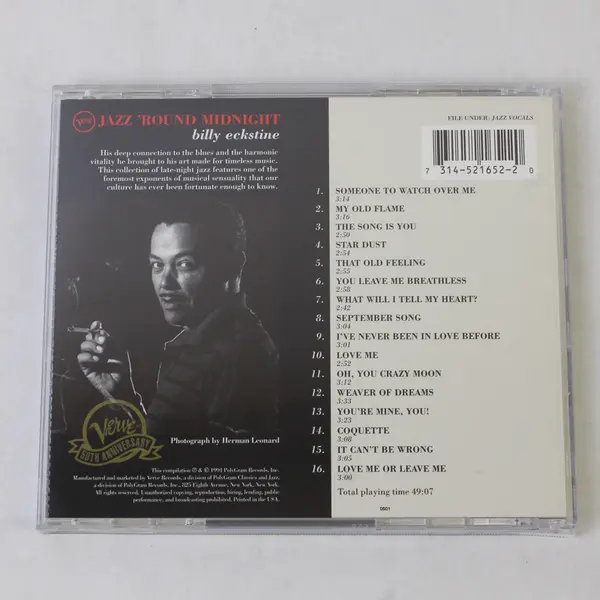 Verve JAZZ 'ROUND MIDNIGHT
billy eckstine
His deep connection to the blues and the harmonic
vitality he brought to his art made for timeless music.
This collection of late-night jazz features one of the
foremost exponents of musical sensuality that one
culture has ever been fortunate enough to know.
Verve
50TH ANNIVERSARY
Photograph by Herman Leonard
This compilation ℗ & © 1994 PolyGram Records, Inc.
Manufactured and marketed by Verve Records, a division of PolyGram Classics and Jazz,
a division of PolyGram Records, Inc., 825 Eighth Avenue, New York, New York.
All rights reserved. Unauthorized copying, reproduction, hiring, lending, public
performance, and broadcasting prohibited. Printed in the USA.
FILE UNDER: JAZZ VOCALS
7 314-521652-2 0
1. SOMEONE TO WATCH OVER ME
3:14
2. MY OLD FLAME
3:16
3. THE SONG IS YOU
2:50
4. STAR DUST
2:54
5. THAT OLD FEELING
2:55
6. YOU LEAVE ME BREATHLESS
2:58
7. WHAT WILL I TELL MY HEART?
2:42
8. SEPTEMBER SONG
3:04
9. I'VE NEVER BEEN IN LOVE BEFORE
3:01
10. LOVE ME
2:52
11. OH, YOU CRAZY MOON
3:12
12. WEAVER OF DREAMS
3:33
13. YOU'RE MINE, YOU!
3:23
14. COQUETTE
3:08
15. IT CAN'T BE WRONG
3:05
16. LOVE ME OR LEAVE ME
3:00
Total playing time 49:07
0601